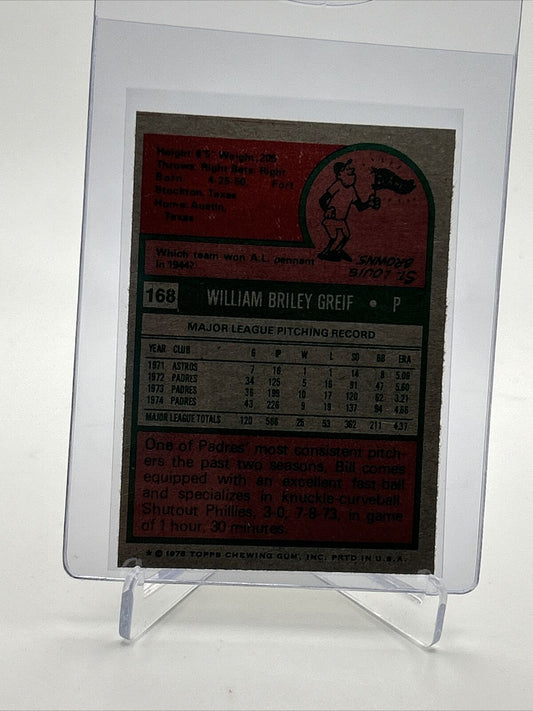 Height: 6'5" Weight: 205
Throws: Right Bats: Right
Born: 4-25-50 Fort
Stockton, Texas
Home: Austin,
Texas
Which team won A.L. pennant
in 1944?
St. LOUIS
BROWNS
168 WILLIAM BRILEY GREIF • P
MAJOR LEAGUE PITCHING RECORD
YEAR CLUB G IP W L SO BB ERA
1971 ASTROS 7 16 1 1 14 8 5.06
1972 PADRES 34 125 5 16 91 47 5.60
1973 PADRES 36 199 10 17 120 62 3.21
1974 PADRES 43 226 9 19 137 94 4.66
MAJOR LEAGUE TOTALS 120 566 25 53 362 211 4.37
One of Padres' most consistent pitch-
ers the past two seasons, Bill comes
equipped with an excellent fast-ball
and specializes in knuckle-curveball.
Shutout Phillies, 3-0, 7-8-73, in game
of 1 hour, 30 minutes.
* © 1975 TOPPS CHEWING GUM, INC. PRTD IN U.S.A.